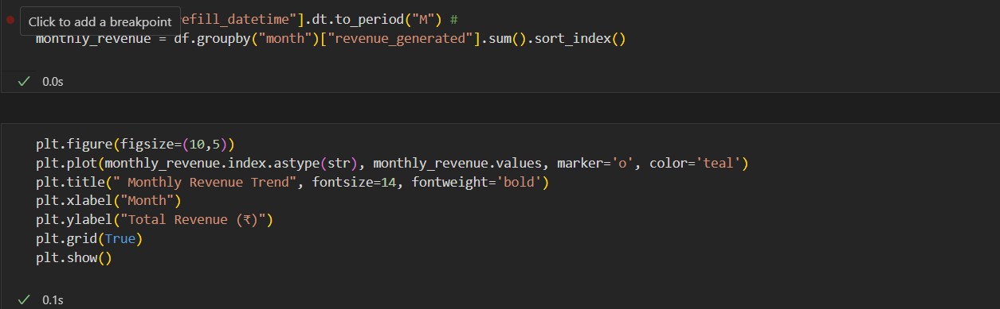 Click to add a breakpoint
refill_datetime"].dt.to_period("M") #
monthly_revenue = df.groupby("month")["revenue_generated"].sum().sort_index()
0.0s
plt.figure(figsize=(10,5))
plt.plot(monthly_revenue.index.astype(str), monthly_revenue.values, marker='o', color='teal')
plt.title(" Monthly Revenue Trend", fontsize=14, fontweight='bold')
plt.xlabel("Month")
plt.ylabel("Total Revenue (₹)")
plt.grid(True)
plt.show()
0.1s